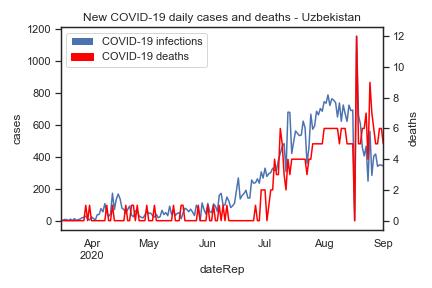 New COVID-19 daily cases and deaths - Uzbekistan
COVID-19 infections
COVID-19 deaths
1200
1000
800
600
400
200
0
cases
12
10
8
6
4
2
0
deaths
Apr
2020
May
Jun
Jul
Aug
Sep
dateRep